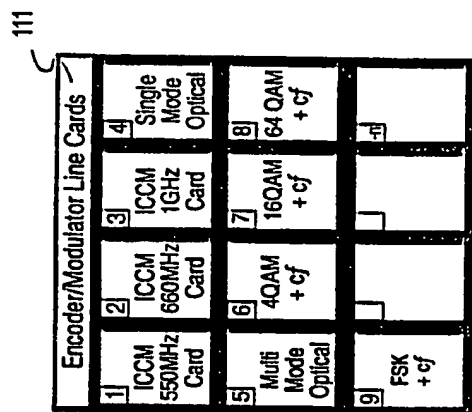 111
Encoder/Modulator Line Cards
1
ICCM
550MHz
Card
2
ICCM
660MHz
Card
3
ICCM
1GHz
Card
4
Single
Mode
Optical
5
Multi
Mode
Optical
6
4QAM
+ cf
7
16QAM
+ cf
8
64 QAM
+ cf
9
FSK
+ cf